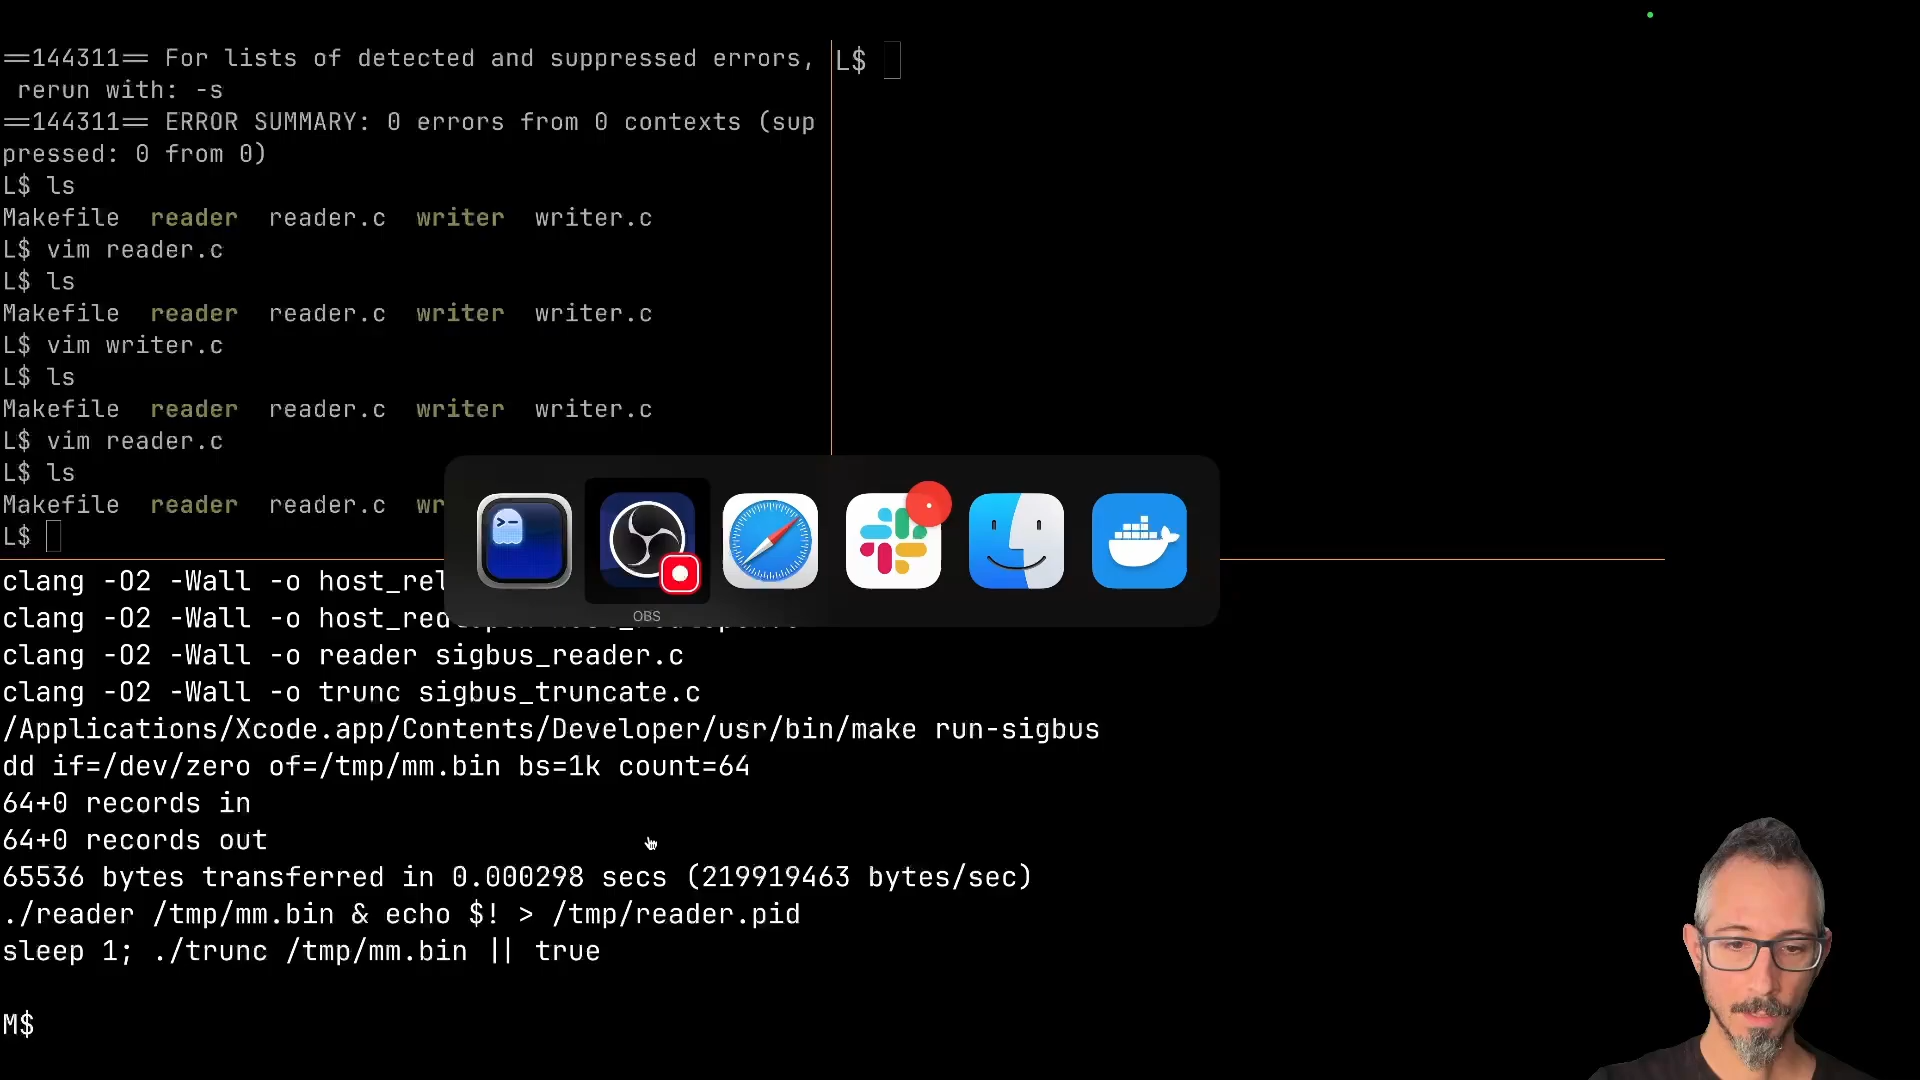 ==144311== For lists of detected and suppressed errors,
rerun with: -s
==144311== ERROR SUMMARY: 0 errors from 0 contexts (sup
pressed: 0 from 0)
L$ ls
Makefile reader reader.c writer writer.c
L$ vim reader.c
L$ ls
Makefile reader reader.c writer writer.c
L$ vim writer.c
L$ ls
Makefile reader reader.c writer writer.c
L$ vim reader.c
L$ ls
Makefile reader reader.c
L$
L$
OBS
clang -O2 -Wall -o
clang -O2 -Wall -o
clang -O2 -Wall -o reader sigbus_reader.c
clang -O2 -Wall -o trunc sigbus_truncate.c
/Applications/Xcode.app/Contents/Developer/usr/bin/make run-sigbus
dd if=/dev/zero of=/tmp/mm.bin bs=1k count=64
64+0 records in
64+0 records out
65536 bytes transferred in 0.000298 secs (219919463 bytes/sec)
./reader /tmp/mm.bin & echo $! > /tmp/reader.pid
sleep 1; ./trunc /tmp/mm.bin || true
M$